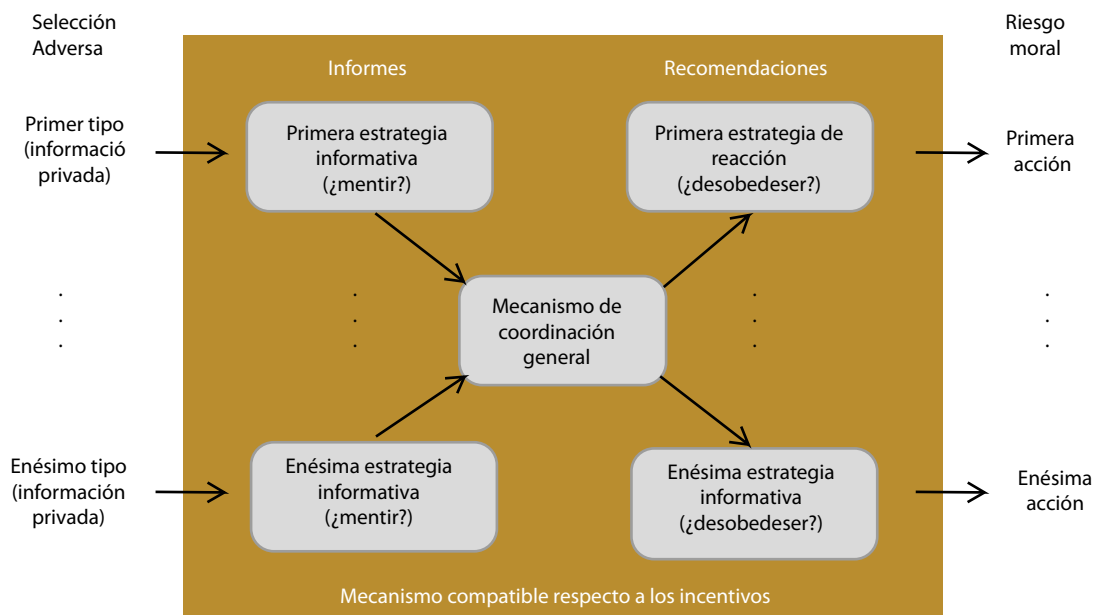 Selección
Adversa
Riesgo
moral
Informes
Recomendaciones
Primer tipo
(informació
privada)
Primera estrategia
informativa
(¿mentir?)
Primera estrategia de
reacción
(¿desobedeser?)
Primera
acción
.
.
.
.
.
.
Mecanismo de
coordinación
general
.
.
.
.
.
.
Enésimo tipo
(información
privada)
Enésima estrategia
informativa
(¿mentir?)
Enésima estrategia
informativa
(¿desobedeser?)
Enésima
acción
Mecanismo compatible respecto a los incentivos